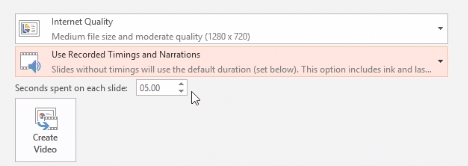 Internet Quality
Medium file size and moderate quality (1280 x 720)
Use Recorded Timings and Narrations
Slides without timings will use the default duration (set below). This option includes ink and las...
Seconds spent on each slide: 05.00
Create
Video